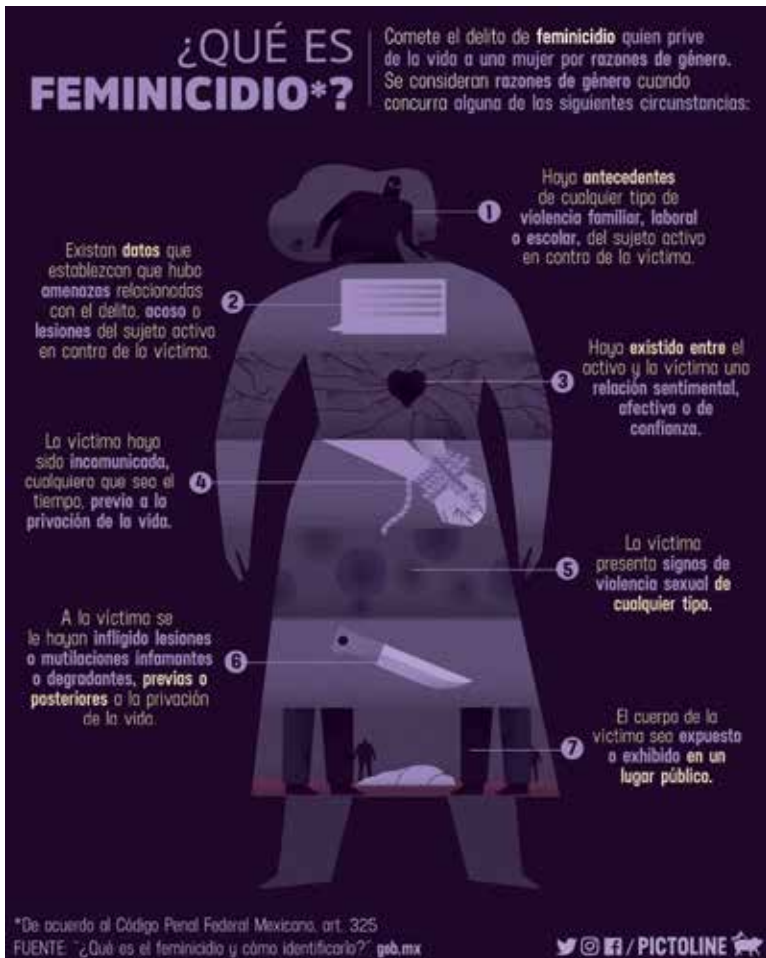 ¿QUÉ ES
FEMINICIDIO*?
Comete el delito de feminicidio quien prive
de la vida a una mujer por razones de género.
Se consideran razones de género cuando
concurra alguna de las siguientes circunstancias:
1
Haya antecedentes
de cualquier tipo de
violencia familiar, laboral
o escolar, del sujeto activo
en contra de la víctima.
Existan datos que
establezcan que hubo
amenazas relacionadas
con el delito, acoso o
lesiones del sujeto activo
en contra de la víctima.
2
3
Haya existido entre el
activo y la víctima una
relación sentimental,
afectiva o de
confianza.
La víctima haya
sido incomunicada,
cualquiera que sea el
tiempo, previo a la
privación de la vida.
4
5
La víctima
presenta signos de
violencia sexual de
cualquier tipo.
A la víctima se
le hayan infligido lesiones
o mutilaciones infamantes
o degradantes, previas o
posteriores a la privación
de la vida.
6
7
El cuerpo de la
víctima sea expuesto
o exhibido en un
lugar público.
*De acuerdo al Código Penal Federal Mexicano, art. 325
FUENTE: "¿Qué es el feminicidio y cómo identificarlo?" gob.mx
/ PICTOLINE